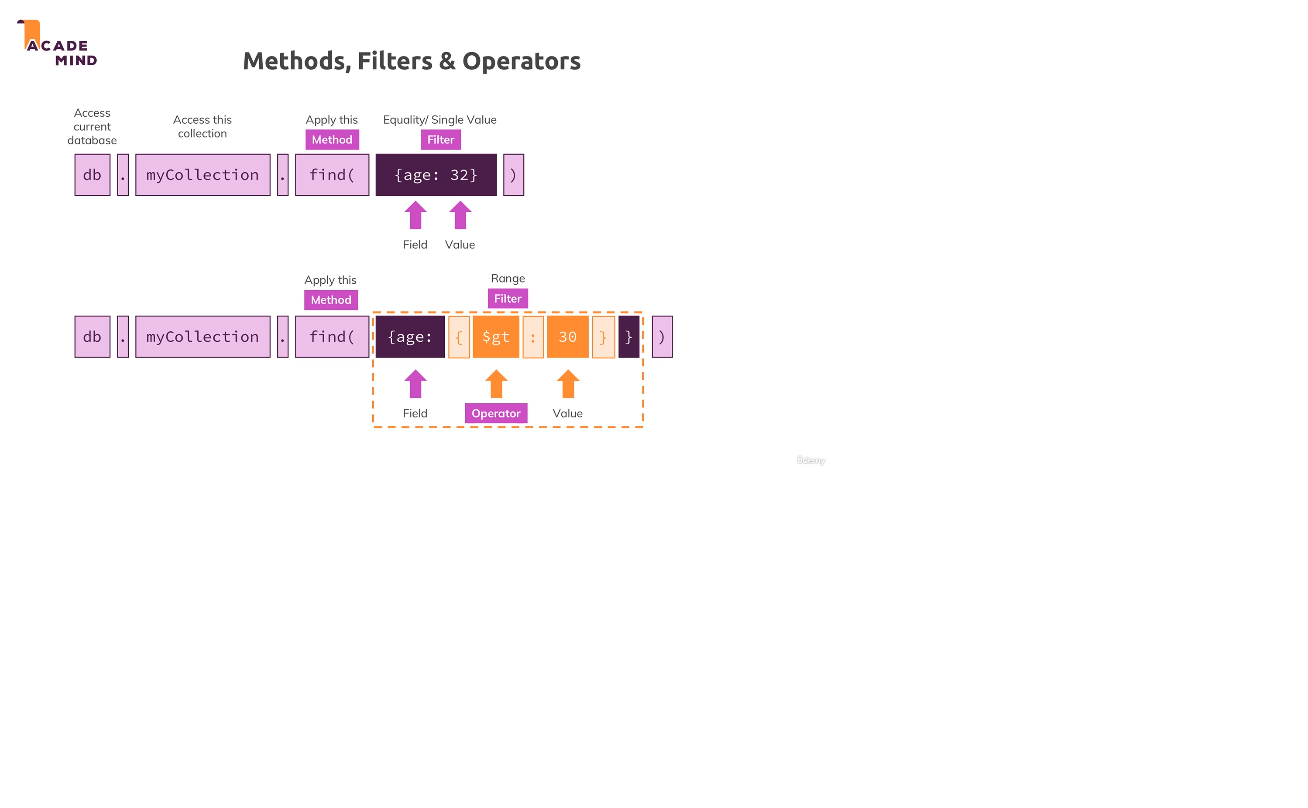 ACADE
MIND
Methods, Filters & Operators
Access
current
database
Access this
collection
Apply this
Method
Equality/ Single Value
Filter
db . myCollection . find( {age: 32} )
Field Value
Apply this
Method
Range
Filter
db . myCollection . find( {age: { $gt : 30 } } )
Field Operator Value
ûdemy